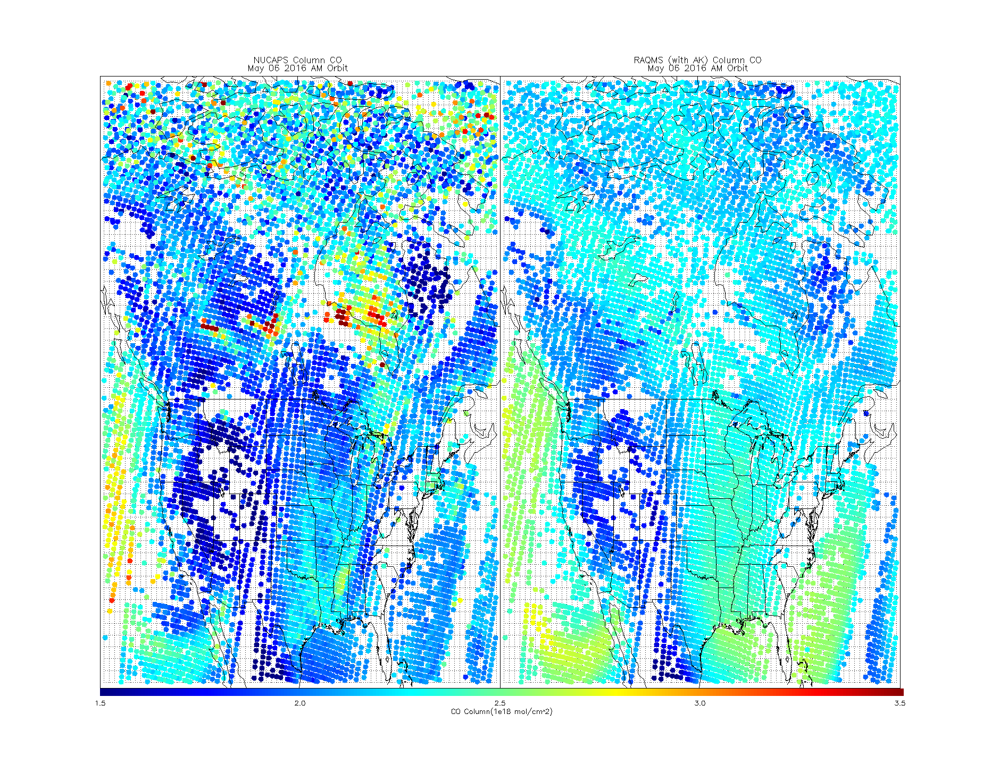 NUCAPS Column CO
May 06 2016 AM Orbit
RAQMS (with AK) Column CO
May 06 2016 AM Orbit
1.5 2.0 2.5 3.0 3.5
CO Column(1e18 mol/cm^2)